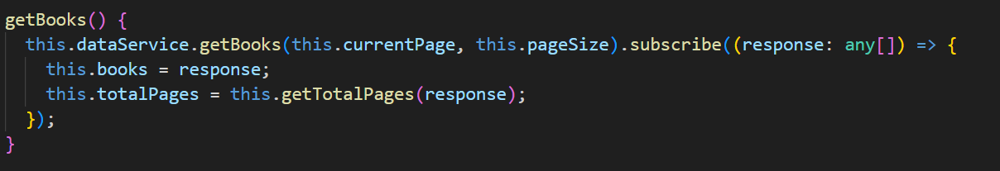 getBooks() {
  this.dataService.getBooks(this.currentPage, this.pageSize).subscribe((response: any[]) => {
    this.books = response;
    this.totalPages = this.getTotalPages(response);
  });
}